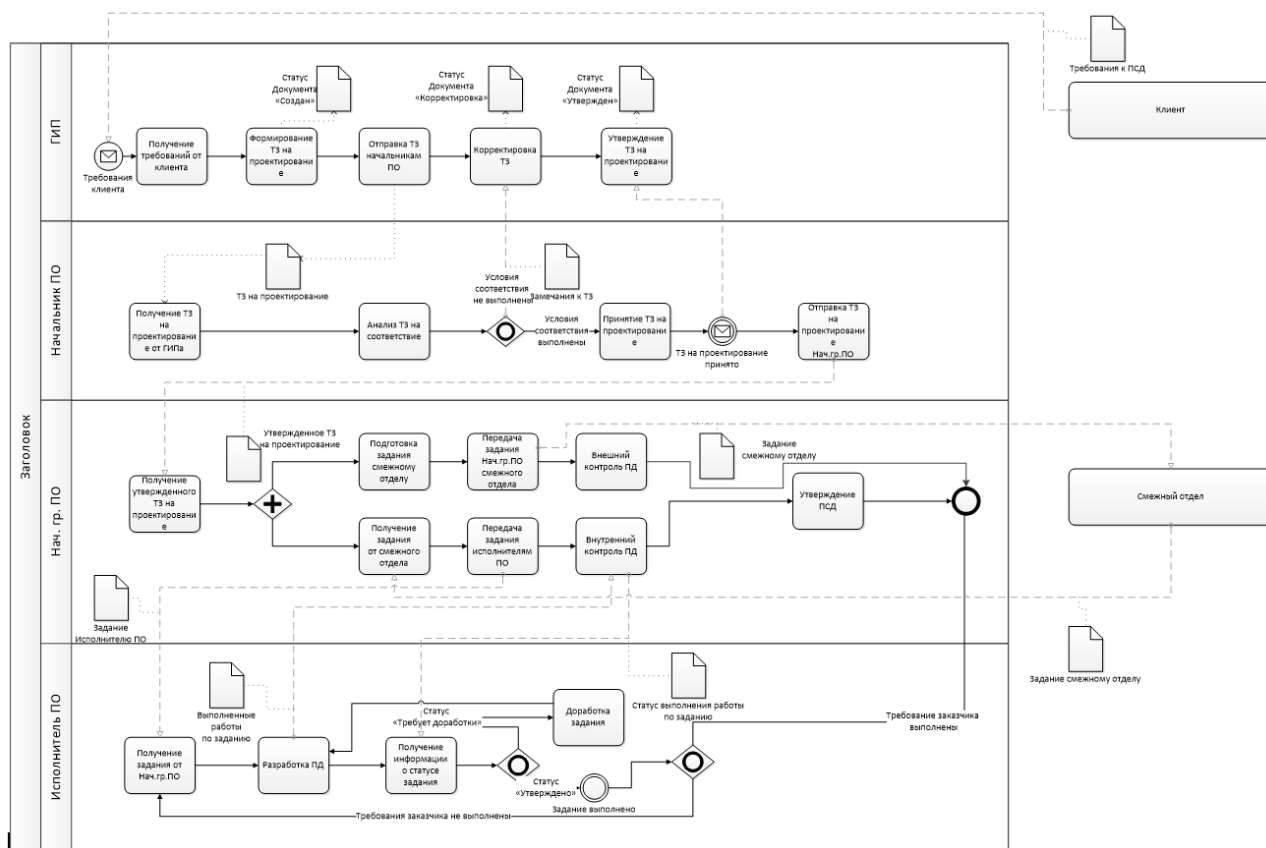 Требования к ПСД
Клиент
Заголовок
ГИП
Статус
Документа
«Создан»
Статус
Документа
«Корректировка»
Статус
Документа
«Утвержден»
Требования
клиента
Получение
требований от
клиента
Формирование
ТЗ на
проектировани
е
Отправка ТЗ
начальникам
ПО
Корректировка
ТЗ
Утверждение
ТЗ на
проектировани
е
Начальник ПО
ТЗ на проектирование
Условия
соответствия
не выполнены
Замечания к ТЗ
Получение ТЗ
на
проектировани
е от ГИПа
Анализ ТЗ на
соответствие
Условия
соответствия
выполнены
Принятие ТЗ на
проектировани
е
ТЗ на проектирование
принято
Отправка ТЗ
на
проектировани
е
Нач.гр.ПО
Нач. гр. ПО
Утвержденное ТЗ
на проектирование
Получение
утвержденного
ТЗ на
проектировани
е
Подготовка
задания
смежному
отделу
Передача
задания
Нач.гр.ПО
смежного
отдела
Внешний
контроль ПД
Задание
смежному отделу
Утверждение
ПСД
Смежный отдел
Получение
задания
от смежного
отдела
Передача
задания
исполнителям
ПО
Внутренний
контроль ПД
Задание
Исполнителю ПО
Задание смежному отделу
Исполнитель ПО
Выполненные
работы
по заданию
Статус
«Требует доработки»
Доработка
задания
Статус выполнения работы
по заданию
Требование заказчика
выполнены
Получение
задания от
Нач.гр.ПО
Разработка ПД
Получение
информации
о статусе
задания
Статус
«Утверждено»
Задание выполнено
Требования заказчика не выполнены